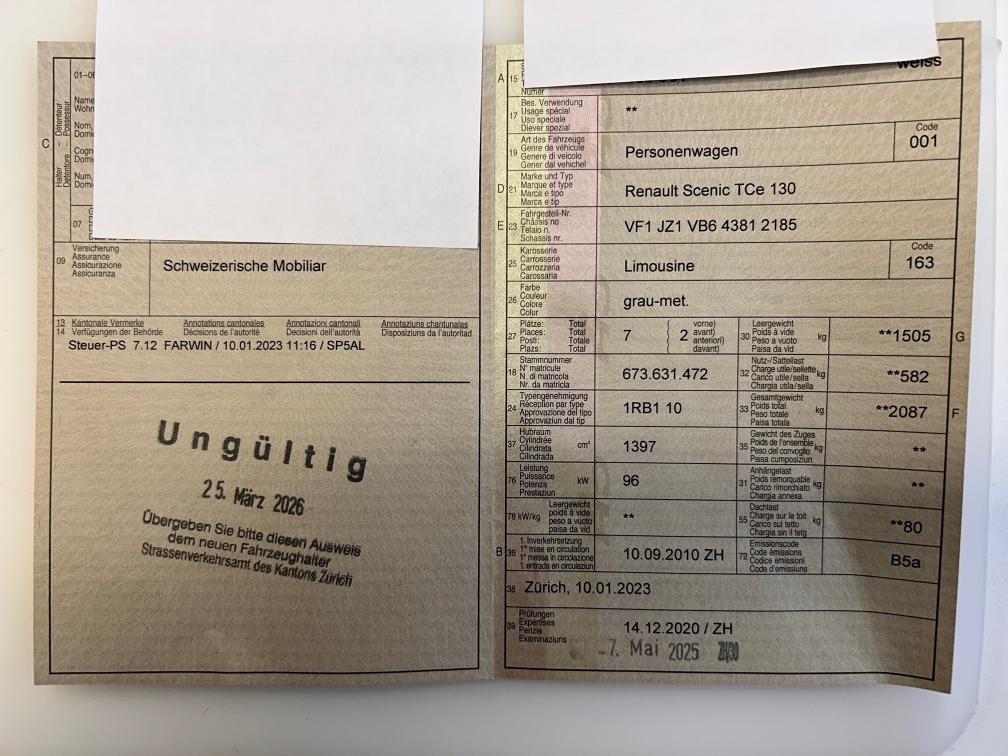 C
Halter - Détenteur
Detentore - Possessur
01-06
Name
Wohn
Nom,
Domi
Cogn
Domi
Num,
Domi
07
09 Versicherung
Assurance
Assicurazione
Assicuranza
Schweizerische Mobiliar
13 Kantonale Vermerke Annotations cantonales Annotazioni cantonali Annotaziuns chantunalas
14 Verfügungen der Behörde Décisions de l'autorité Decisioni dell'autorità Disposiziuns da l'autoritad
Steuer-PS 7.12 FARWIN / 10.01.2023 11:16 / SP5AL
Ungültig
25. März 2026
Übergeben Sie bitte diesen Ausweis
dem neuen Fahrzeughalter
Strassenverkehrsamt des Kantons Zürich
A 15
Numer
weiss
17 Bes. Verwendung
Usage spécial
Uso speciale
Diever spezial
**
19 Art des Fahrzeugs
Genre de véhicule
Genere di veicolo
Gener dal vehichel
Personenwagen
Code
001
D 21 Marke und Typ
Marque et type
Marca e tipo
Marca e tip
Renault Scenic TCe 130
E 23 Fahrgestell-Nr.
Châssis no
Telaio n.
Schassis nr.
VF1 JZ1 VB6 4381 2185
25 Karosserie
Carrosserie
Carrozzeria
Carossaria
Limousine
Code
163
26 Farbe
Couleur
Colore
Colur
grau-met.
27 Plätze: Total
Places: Total
Posti: Totale
Plazs: Total
7 2 vorne)
avant)
anteriori)
davant)
30 Leergewicht
Poids à vide
Peso a vuoto
Paisa da vid
kg **1505 G
18 Stammnummer
N° matricule
N. di matricola
Nr. da matricla
673.631.472
32 Nutz-/Sattellast
Charge utile/sellette
Carico utile/sella
Chargia utila/sella
kg **582
24 Typengenehmigung
Réception par type
Approvazione del tipo
Approvaziun dal tip
1RB1 10
33 Gesamtgewicht
Poids total
Peso totale
Paisa totala
kg **2087 F
37 Hubraum
Cylindrée
Cilindrata
Cilindrada
cm³ 1397
35 Gewicht des Zuges
Poids de l'ensemble
Peso del convoglio
Paisa cumposiziun
kg **
76 Leistung
Puissance
Potenza
Prestaziun
kW 96
31 Anhängelast
Poids remorquable
Carico rimorchiato
Chargia annexa
kg **
78 kW/kg Leergewicht
poids à vide
peso a vuoto
paisa da vid
**
55 Dachlast
Charge sur le toit
Carico sul tetto
Chargia sin il tetg
kg **80
B 36 1. Inverkehrsetzung
1re mise en circulation
1a messa in circolazione
1. entrada en circulaziun
10.09.2010 ZH
72 Emissionscode
Code émissions
Codice emissioni
Code d'emissiuns
B5a
38 Zürich, 10.01.2023
39 Prüfungen
Expertises
Perizie
Examinaziuns
14.12.2020 / ZH
-7. Mai 2025 ZH30